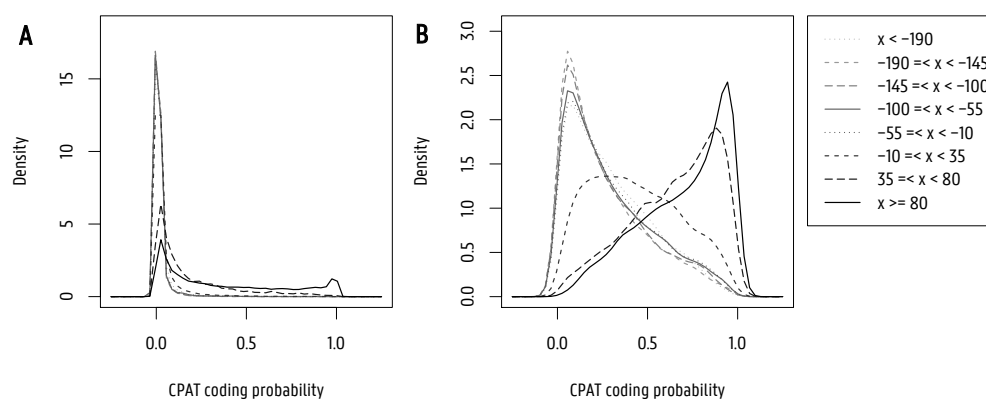 A
Density
15
10
5
0
0.0 0.5 1.0
CPAT coding probability
B
Density
3.0
2.5
2.0
1.5
1.0
0.5
0.0
0.0 0.5 1.0
CPAT coding probability
x < −190
−190 =< x < −145
−145 =< x < −100
−100 =< x < −55
−55 =< x < −10
−10 =< x < 35
35 =< x < 80
x >= 80